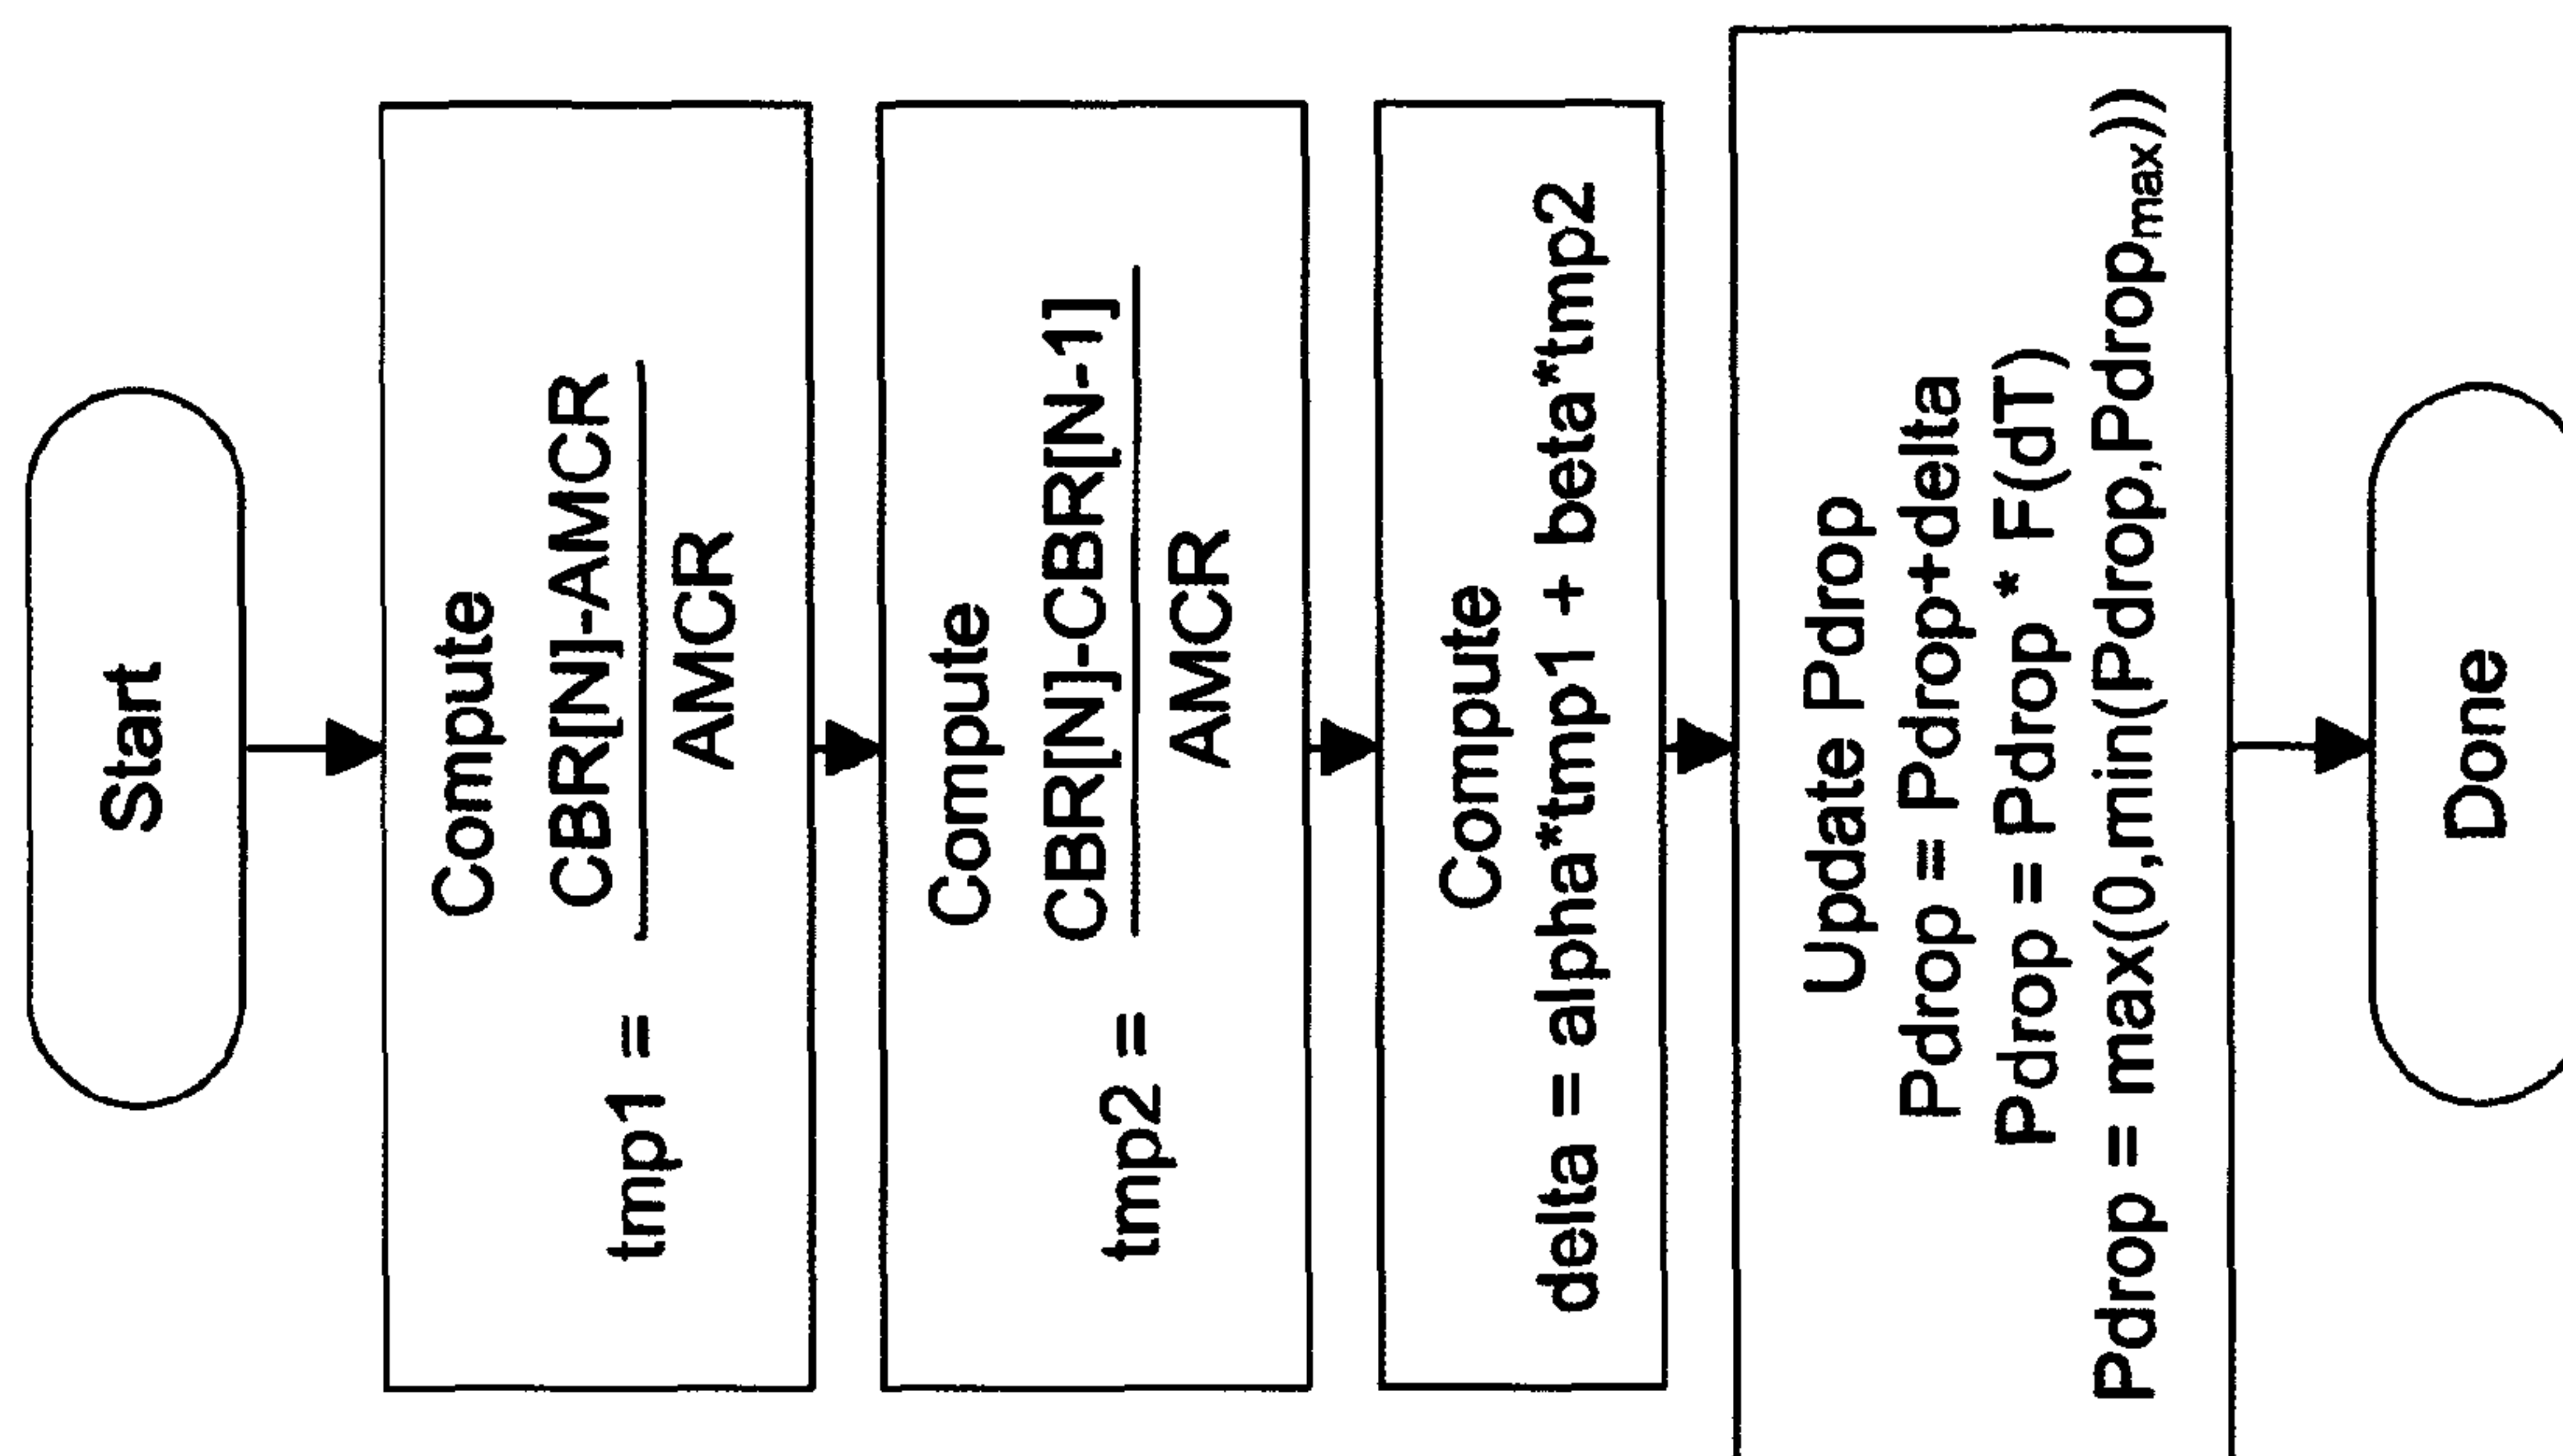 Start
Compute
CBR[N]-AMCR
tmp1 =
AMCR
Compute
CBR[N]-CBR[N-1]
tmp2 =
AMCR
Compute
delta = alpha*tmp1 + beta*tmp2
Update Pdrop
Pdrop = Pdrop+delta
Pdrop = Pdrop * F(dT)
Pdrop = max(0,min(Pdrop,Pdropmax))
Done